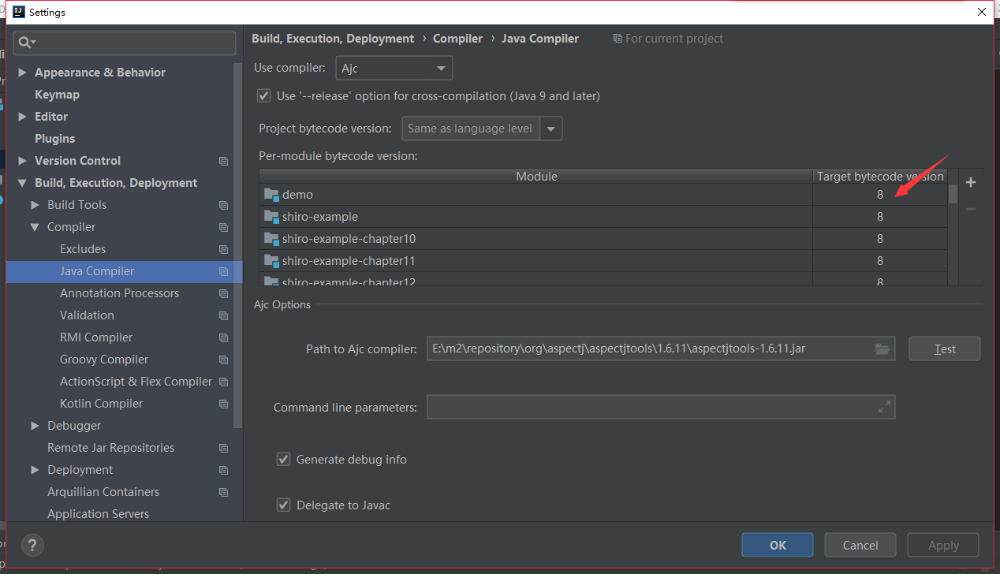 Settings
Build, Execution, Deployment › Compiler › Java Compiler
For current project
Appearance & Behavior
Keymap
Editor
Plugins
Version Control
Build, Execution, Deployment
Build Tools
Compiler
Excludes
Java Compiler
Annotation Processors
Validation
RMI Compiler
Groovy Compiler
ActionScript & Flex Compiler
Kotlin Compiler
Debugger
Remote Jar Repositories
Deployment
Arquillian Containers
Application Servers
Use compiler: Ajc
Use '--release' option for cross-compilation (Java 9 and later)
Project bytecode version: Same as language level
Per-module bytecode version:
Module Target bytecode version
demo 8
shiro-example 8
shiro-example-chapter10 8
shiro-example-chapter11 8
shiro-example-chapter12 8
Ajc Options
Path to Ajc compiler: E:\m2\repository\org\aspectj\aspectjtools\1.6.11\aspectjtools-1.6.11.jar Test
Command line parameters:
Generate debug info
Delegate to Javac
? OK Cancel Apply